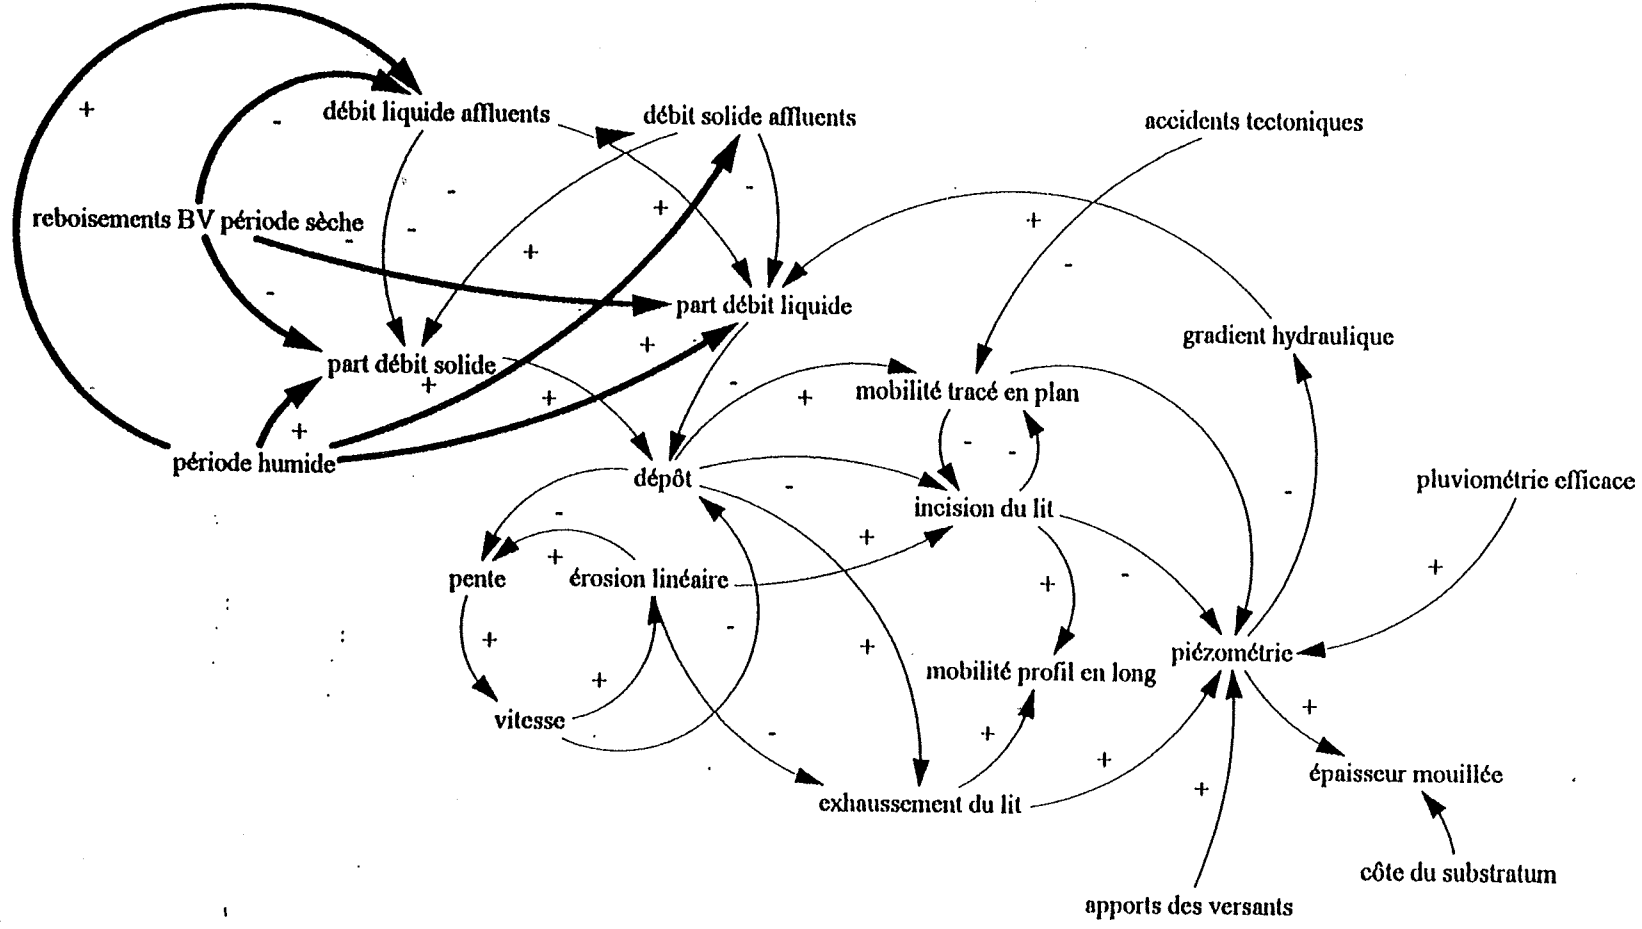 débit liquide affluents
débit solide affluents
accidents tectoniques
+
-
-
-
+
reboisements BV période sèche
-
-
+
+
-
-
part débit liquide
gradient hydraulique
+
part débit solide
+
-
mobilité tracé en plan
+
+
+
-
-
période humide
dépôt
-
-
pluviométrie efficace
incision du lit
-
+
+
+
pente
érosion linéaire
+
-
+
-
+
piézométrie
mobilité profil en long
+
vitesse
+
-
+
+
épaisseur mouillée
+
exhaussement du lit
côte du substratum
apports des versants